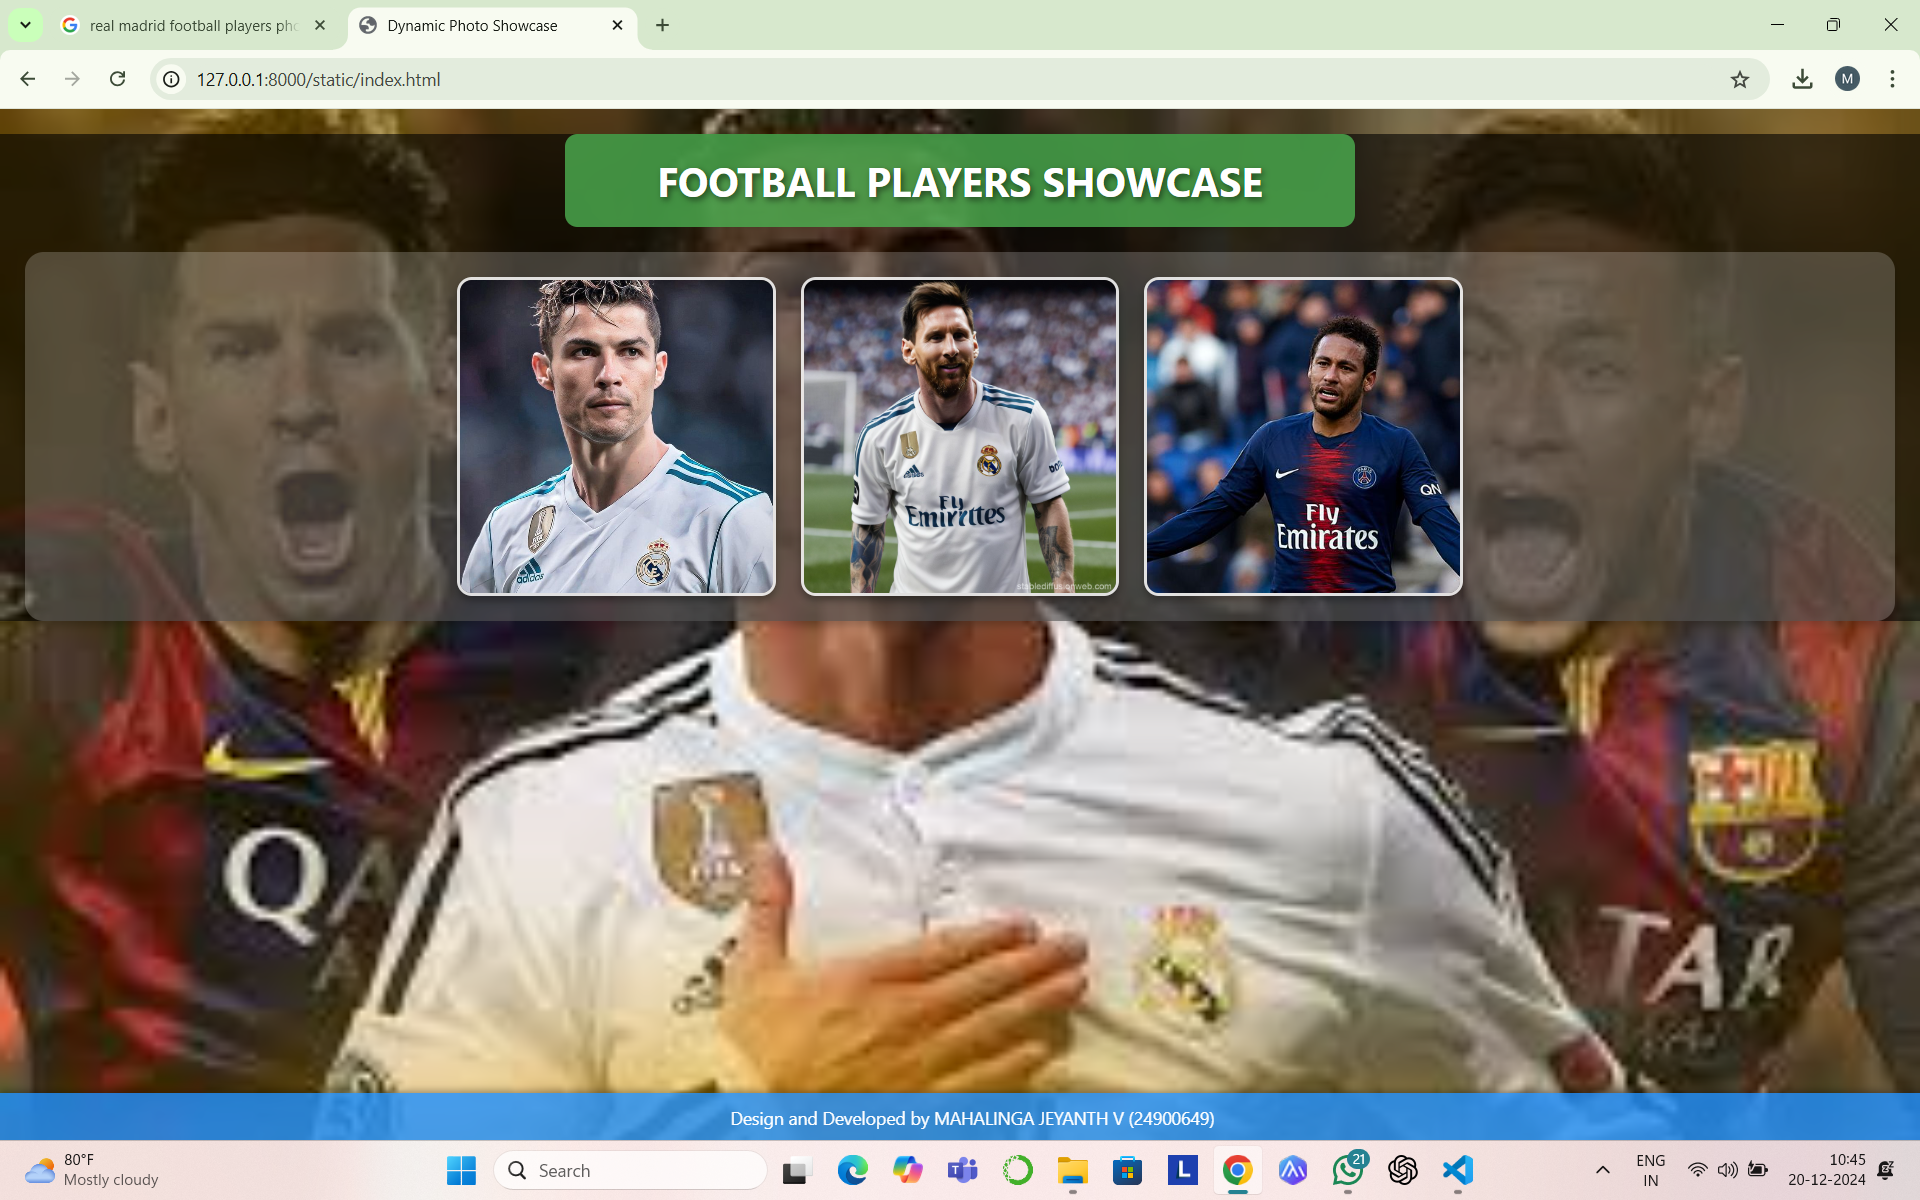 real madrid football players pho
Dynamic Photo Showcase
127.0.0.1:8000/static/index.html
M
FOOTBALL PLAYERS SHOWCASE
adidas
Fly
Emirates
stablediffusionweb.com
QN
Fly
Emirates
QA
TAR
Design and Developed by MAHALINGA JEYANTH V (24900649)
80°F
Mostly cloudy
Search
L
21
ENG
IN
10:45
20-12-2024